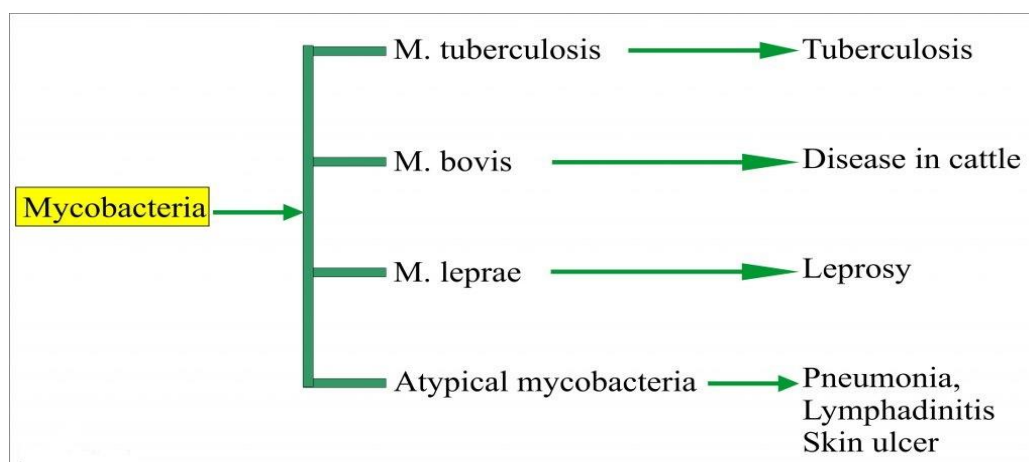 M. tuberculosis
Tuberculosis
M. bovis
Disease in cattle
Mycobacteria
M. leprae
Leprosy
Atypical mycobacteria
Pneumonia,
Lymphadinitis
Skin ulcer